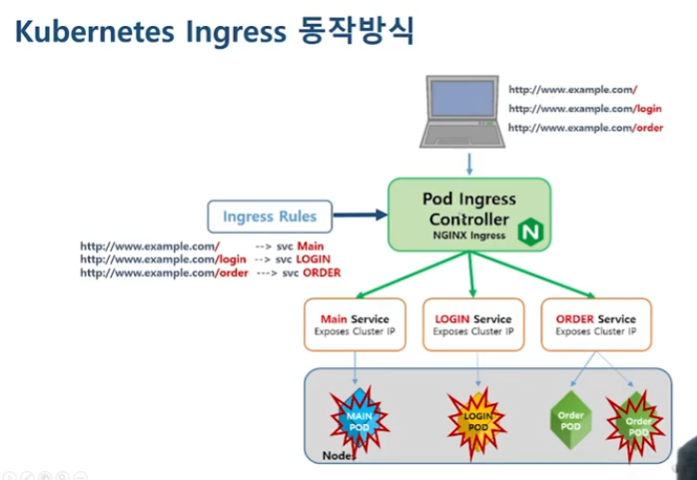 Kubernetes Ingress 동작방식
http://www.example.com/
http://www.example.com/login
http://www.example.com/order
Pod Ingress
Controller
NGINX Ingress
N
Ingress Rules
http://www.example.com/ --> svc Main
http://www.example.com/login --> svc LOGIN
http://www.example.com/order ---> svc ORDER
Main Service
Exposes Cluster IP
LOGIN Service
Exposes Cluster IP
ORDER Service
Exposes Cluster IP
MAIN
POD
LOGIN
POD
Order
POD
Order
POD
Nodes